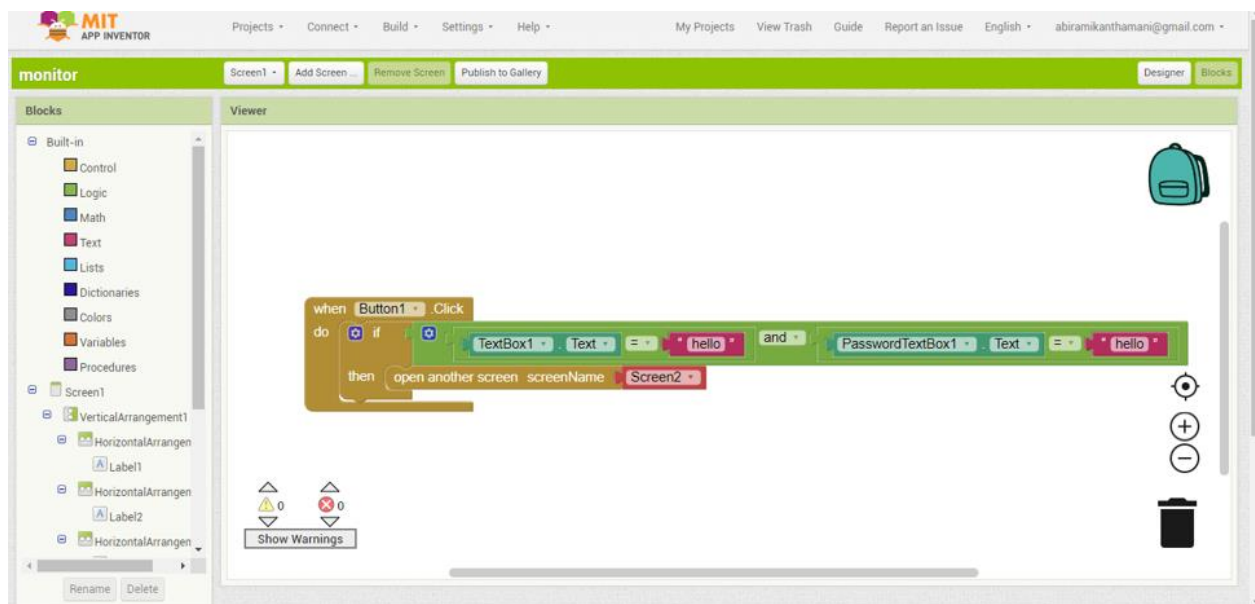 MIT
APP INVENTOR
Projects Connect Build Settings Help My Projects View Trash Guide Report an Issue English abiramikanthamani@gmail.com
monitor Screen1 Add Screen ... Remove Screen Publish to Gallery Designer Blocks
Blocks Viewer
Built-in
Control
Logic
Math
Text
Lists
Dictionaries
Colors
Variables
Procedures
Screen1
VerticalArrangement1
HorizontalArrangen
Label1
HorizontalArrangen
Label2
HorizontalArrangen
Rename Delete
when Button1 .Click
do if TextBox1 . Text = " hello " and PasswordTextBox1 . Text = " hello "
then open another screen screenName Screen2
0 0
Show Warnings